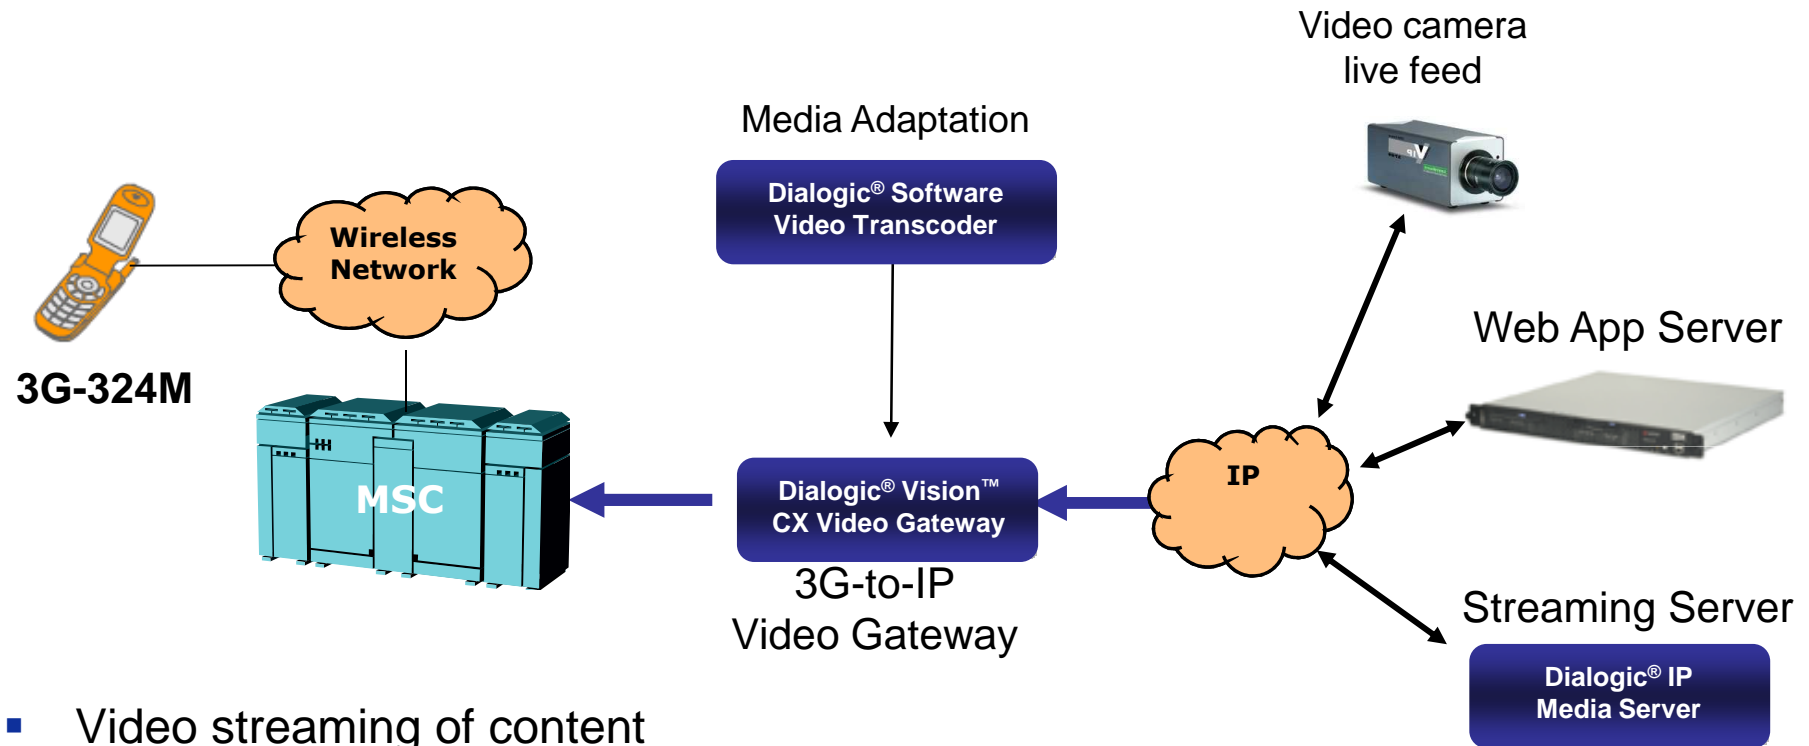 Video camera
live feed
Media Adaptation
Dialogic® Software
Video Transcoder
Wireless
Network
Web App Server
3G-324M
MSC
Dialogic® Vision™
CX Video Gateway
IP
3G-to-IP
Video Gateway
Streaming Server
Dialogic® IP
Media Server
▪ Video streaming of content